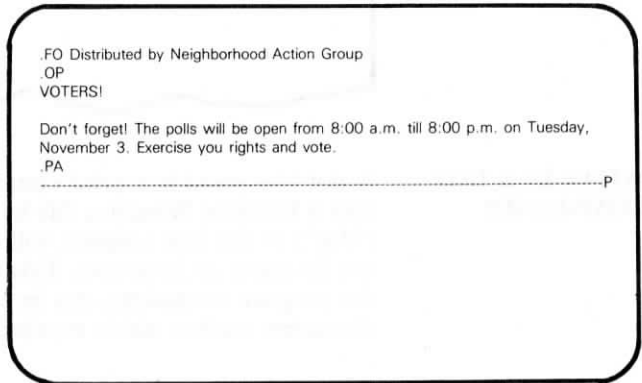 .FO Distributed by Neighborhood Action Group
.OP
VOTERS!
Don't forget! The polls will be open from 8:00 a.m. till 8:00 p.m. on Tuesday,
November 3. Exercise you rights and vote.
.PA
--------------------------------------------------------------------------------P